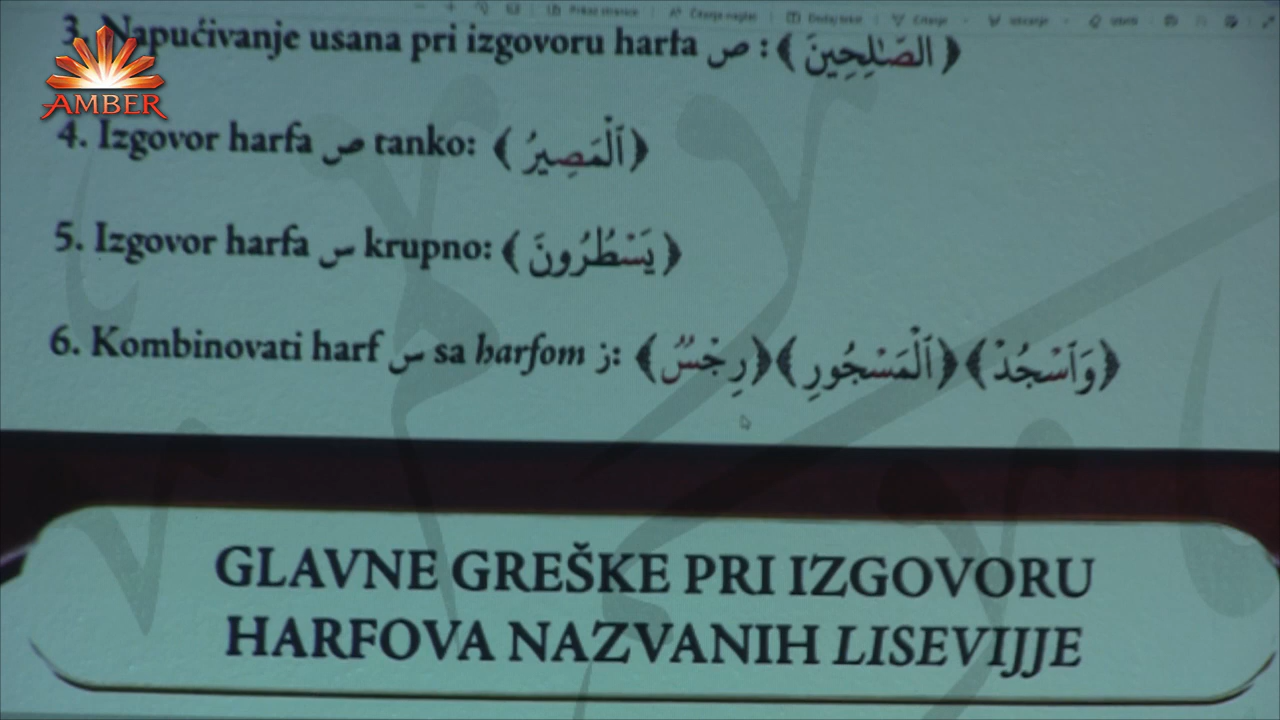 AMBER
3. Napućivanje usana pri izgovoru harfa ص : ﴿ الصَّـٰلِحِينَ ﴾
4. Izgovor harfa ص tanko: ﴿ ٱلْمَصِيرُ ﴾
5. Izgovor harfa س krupno: ﴿ يَسْطُرُونَ ﴾
6. Kombinovati harf س sa harfom ز: ﴿رِجْسٌ﴾ ﴿ٱلْمَسْجُورِ﴾ ﴿وَٱسْجُدْ﴾
GLAVNE GREŠKE PRI IZGOVORU
HARFOVA NAZVANIH LISEVIJJE